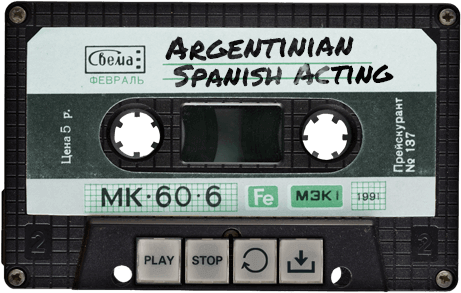 Argentinian
Spanish Acting
Свема
ФЕВРАЛЬ
Цена 5 р.
Прейскурант
№ 137
МК·60·6
Fe
МЭК I
1991
2
2
PLAY
STOP